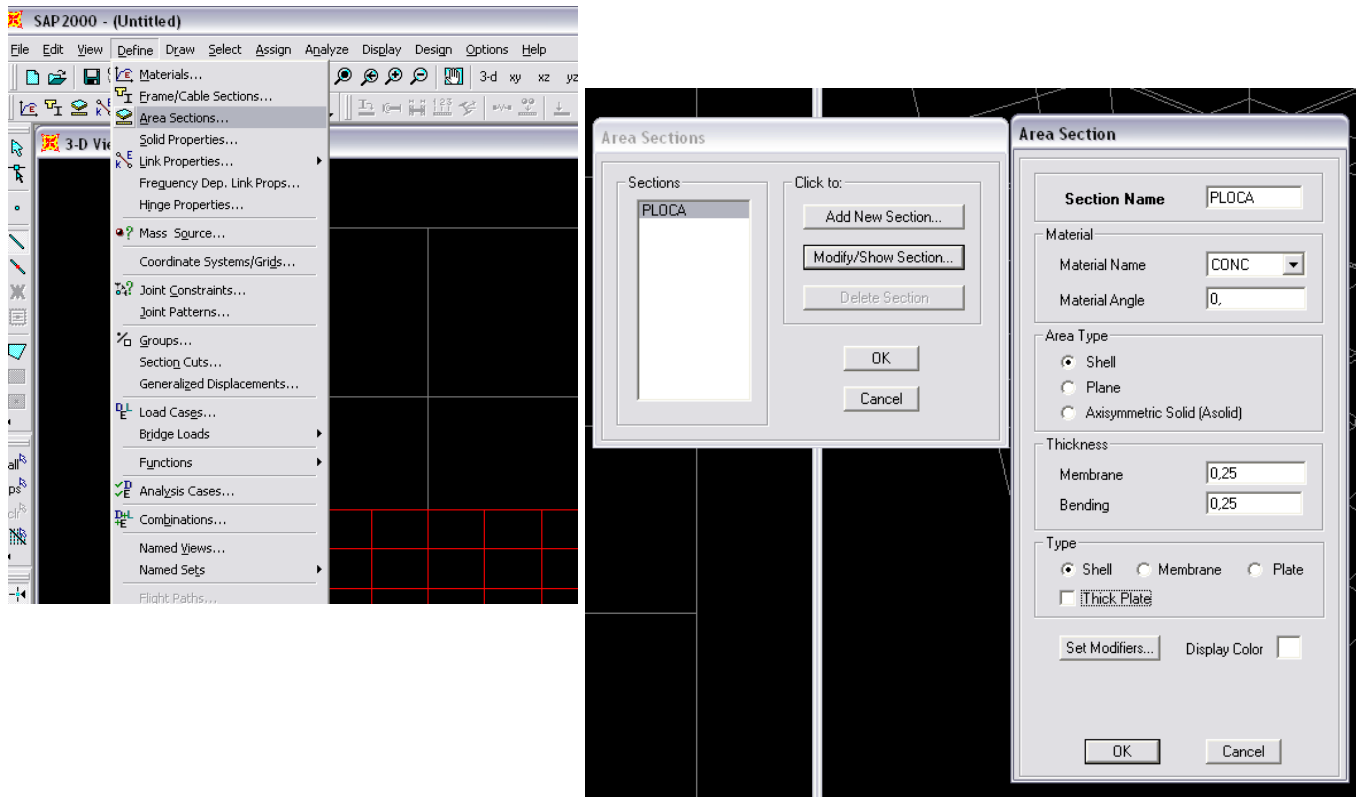 SAP2000 - (Untitled)
File Edit View Define Draw Select Assign Analyze Display Design Options Help
3-d xy xz yz
3-D Vie
Materials...
Frame/Cable Sections...
Area Sections...
Solid Properties...
Link Properties...
Frequency Dep. Link Props...
Hinge Properties...
Mass Source...
Coordinate Systems/Grids...
Joint Constraints...
Joint Patterns...
Groups...
Section Cuts...
Generalized Displacements...
Load Cases...
Bridge Loads
Functions
Analysis Cases...
Combinations...
Named Views...
Named Sets
Flight Paths...
all
ps
clr
Area Sections
Sections
PLOCA
Click to:
Add New Section...
Modify/Show Section...
Delete Section
OK
Cancel
Area Section
Section Name PLOCA
Material
Material Name CONC
Material Angle 0,
Area Type
Shell
Plane
Axisymmetric Solid (Asolid)
Thickness
Membrane 0,25
Bending 0,25
Type
Shell Membrane Plate
Thick Plate
Set Modifiers... Display Color
OK Cancel